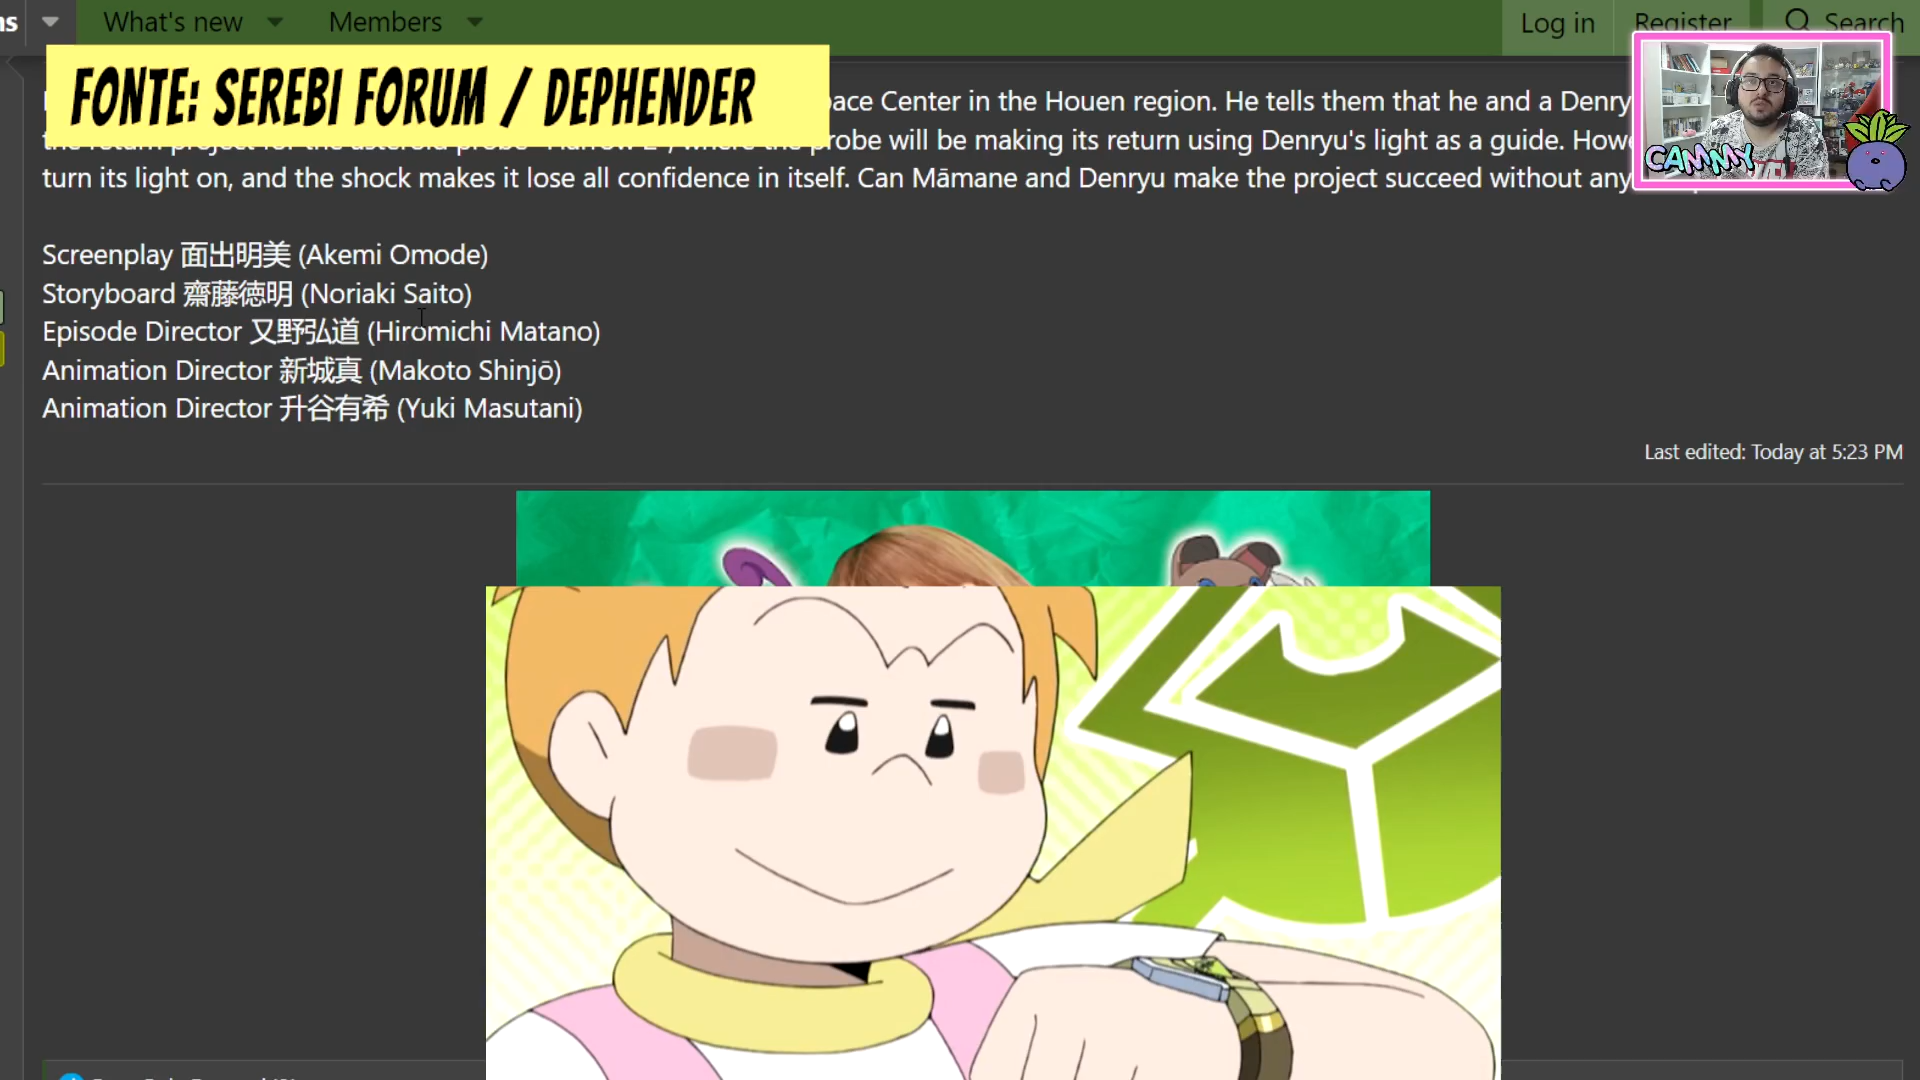 What's new
Members
Log in
Register
Search
FONTE: SEREBI FORUM / DEPHENDER
Center in the Houen region. He tells them that he and a
probe will be making its return using Denryu's light as a guide.
turn its light on, and the shock makes it lose all confidence in itself. Can Māmane and Denryu make the project succeed without any
CAMMY
Screenplay 面出明美 (Akemi Omode)
Storyboard 齋藤徳明 (Noriaki Saito)
Episode Director 又野弘道 (Hiromichi Matano)
Animation Director 新城真 (Makoto Shinjō)
Animation Director 升谷有希 (Yuki Masutani)
Last edited: Today at 5:23 PM